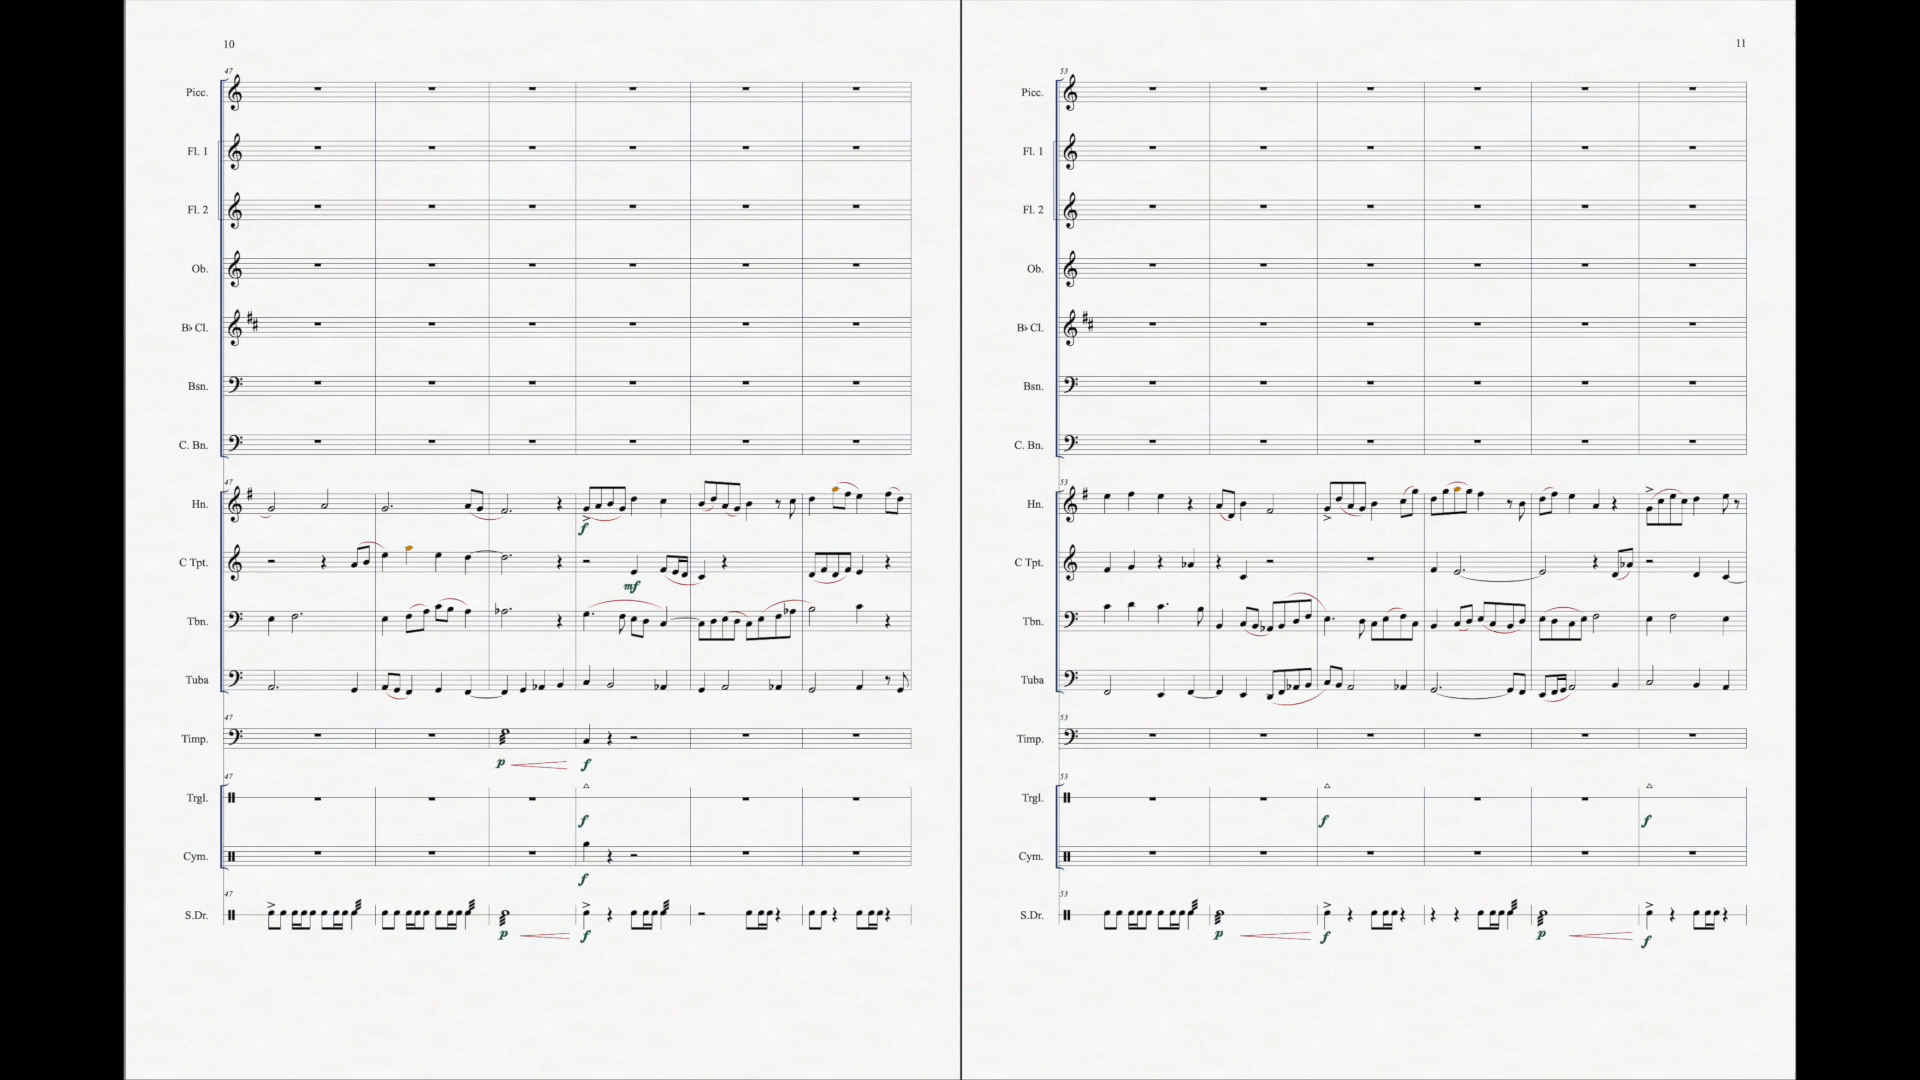 10
47
Picc.
Fl. 1
Fl. 2
Ob.
B♭ Cl.
Bsn.
C. Bn.
47
Hn.
f
C Tpt.
mf
Tbn.
Tuba
47
Timp.
p f
47
Trgl.
f
Cym.
f
47
S.Dr.
p f
11
53
Picc.
Fl. 1
Fl. 2
Ob.
B♭ Cl.
Bsn.
C. Bn.
53
Hn.
C Tpt.
Tbn.
Tuba
53
Timp.
53
Trgl.
f f
Cym.
53
S.Dr.
p f p f